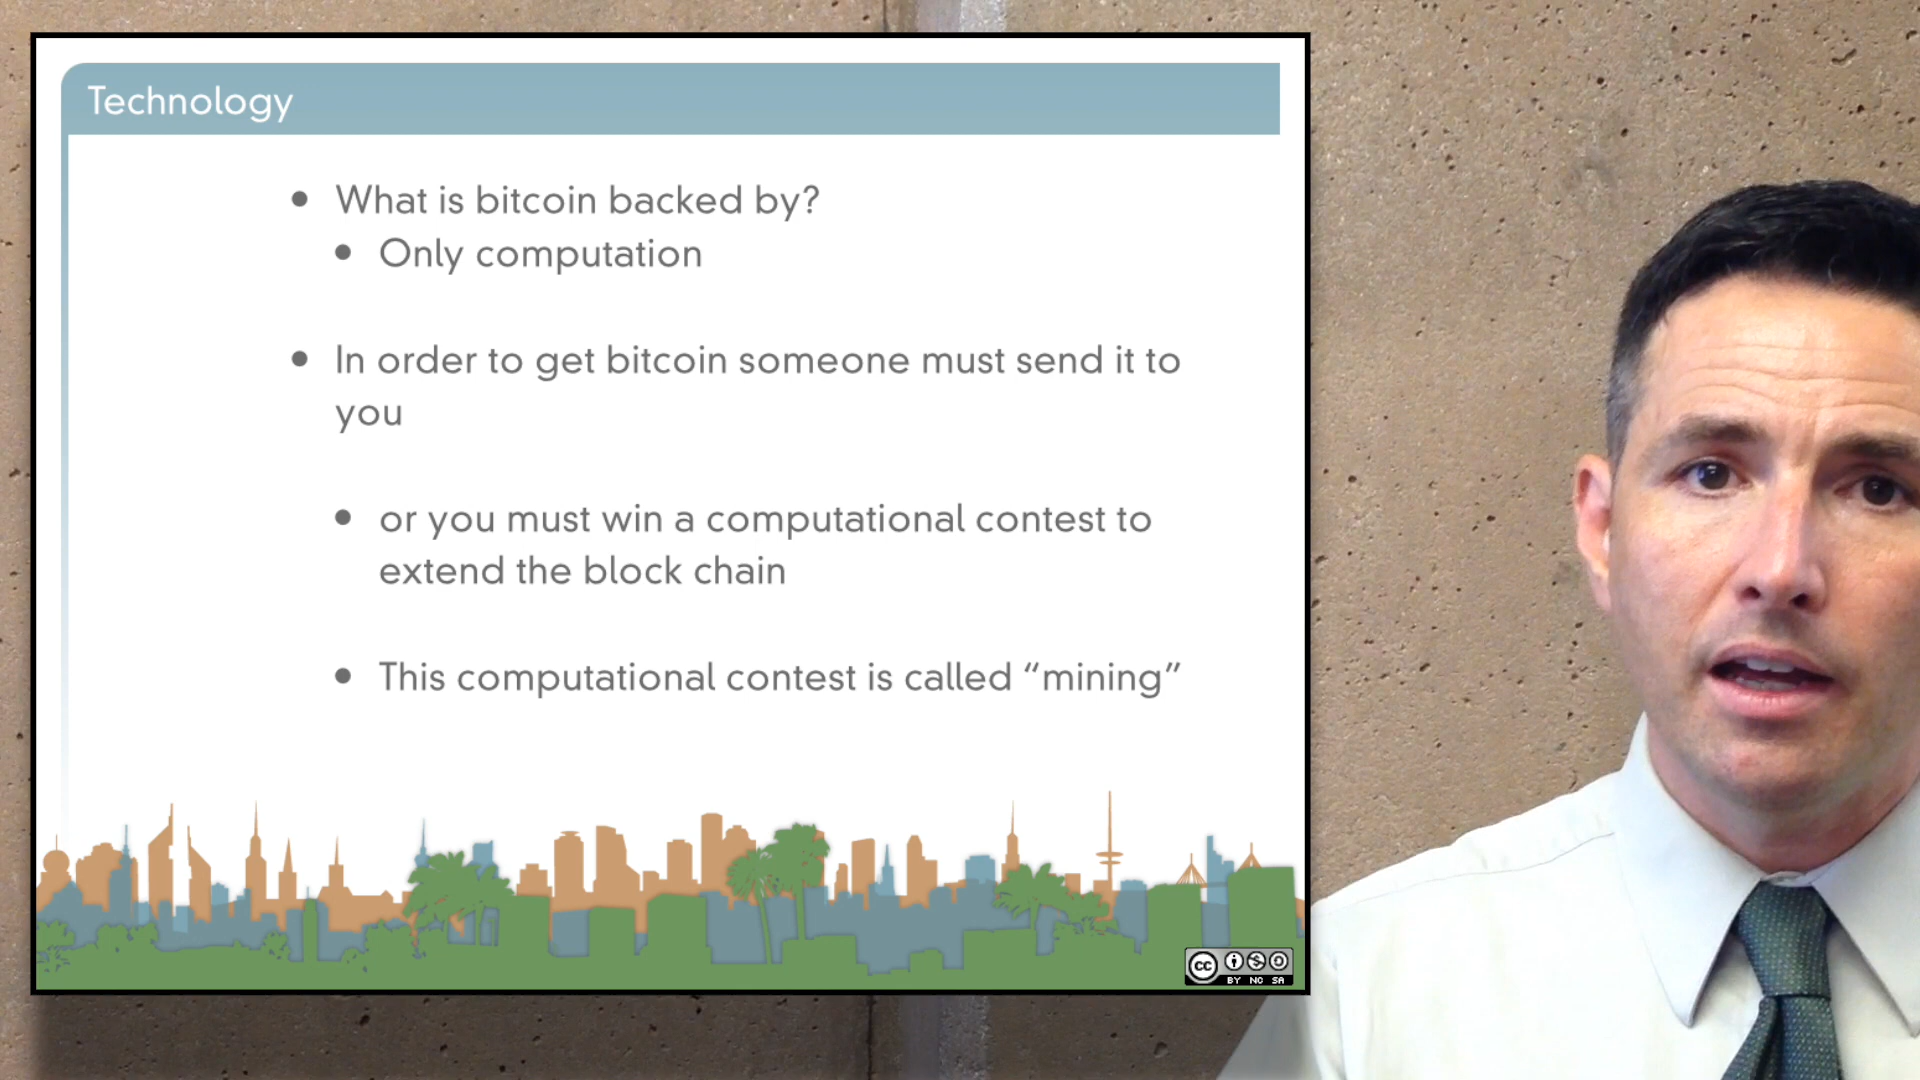 Technology
• What is bitcoin backed by?
• Only computation
• In order to get bitcoin someone must send it to
you
• or you must win a computational contest to
extend the block chain
• This computational contest is called “mining”
cc
BY NC SA